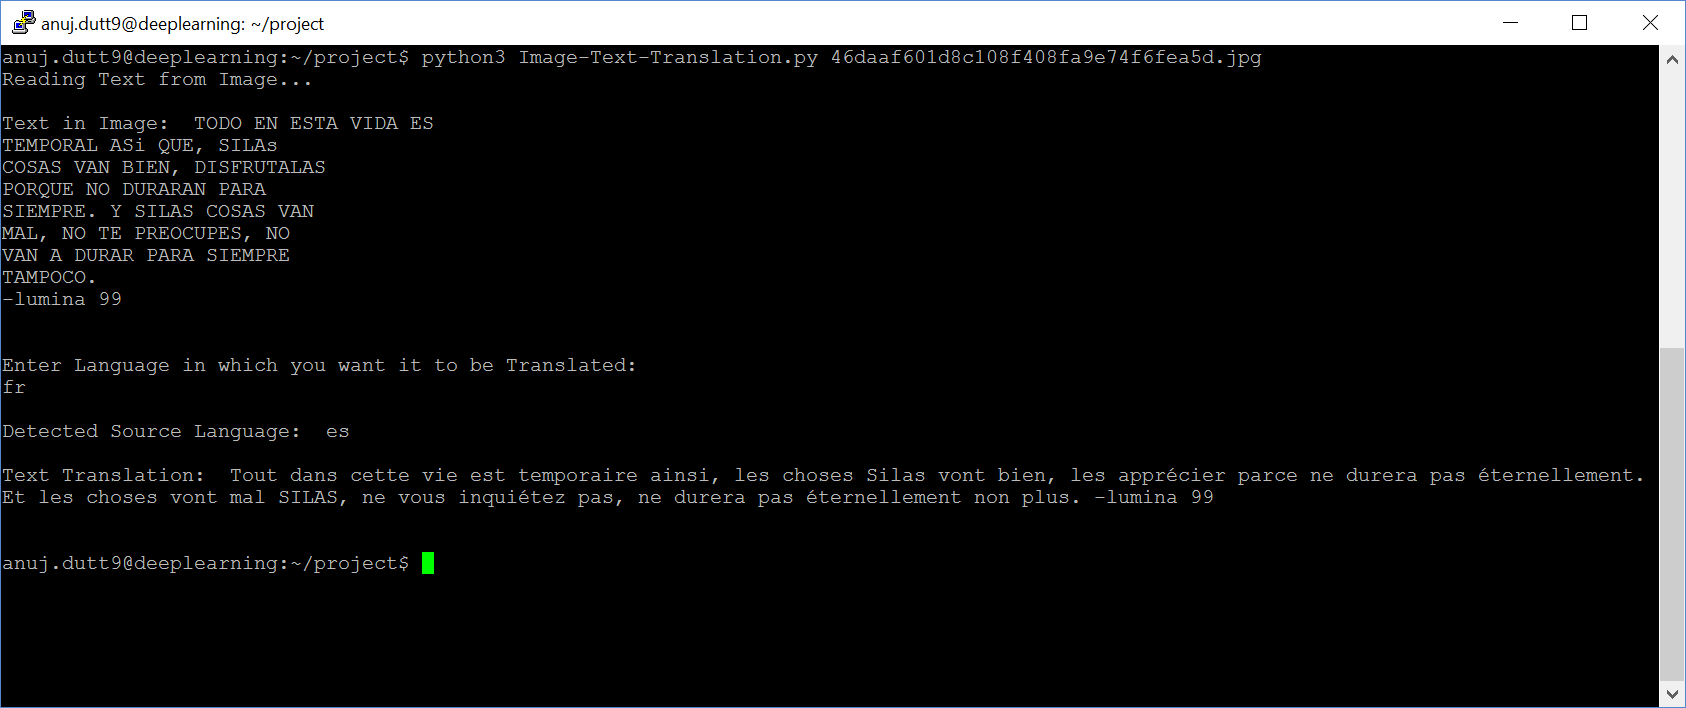 anuj.dutt9@deeplearning: ~/project
anuj.dutt9@deeplearning:~/project$ python3 Image-Text-Translation.py 46daaf601d8c108f408fa9e74f6fea5d.jpg
Reading Text from Image...
Text in Image:  TODO EN ESTA VIDA ES
TEMPORAL ASi QUE, SILAs
COSAS VAN BIEN, DISFRUTALAS
PORQUE NO DURARAN PARA
SIEMPRE. Y SILAS COSAS VAN
MAL, NO TE PREOCUPES, NO
VAN A DURAR PARA SIEMPRE
TAMPOCO.
-lumina 99
Enter Language in which you want it to be Translated:
fr
Detected Source Language:  es
Text Translation:  Tout dans cette vie est temporaire ainsi, les choses Silas vont bien, les apprécier parce ne durera pas éternellement.
Et les choses vont mal SILAS, ne vous inquiétez pas, ne durera pas éternellement non plus. -lumina 99
anuj.dutt9@deeplearning:~/project$